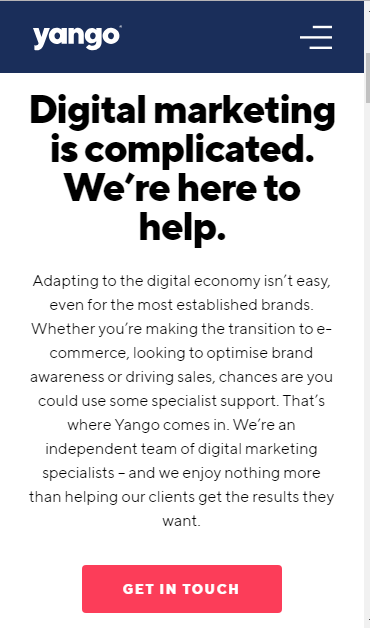 yango
Digital marketing
is complicated.
We’re here to
help.
Adapting to the digital economy isn’t easy,
even for the most established brands.
Whether you’re making the transition to e-
commerce, looking to optimise brand
awareness or driving sales, chances are you
could use some specialist support. That’s
where Yango comes in. We’re an
independent team of digital marketing
specialists – and we enjoy nothing more
than helping our clients get the results they
want.
GET IN TOUCH